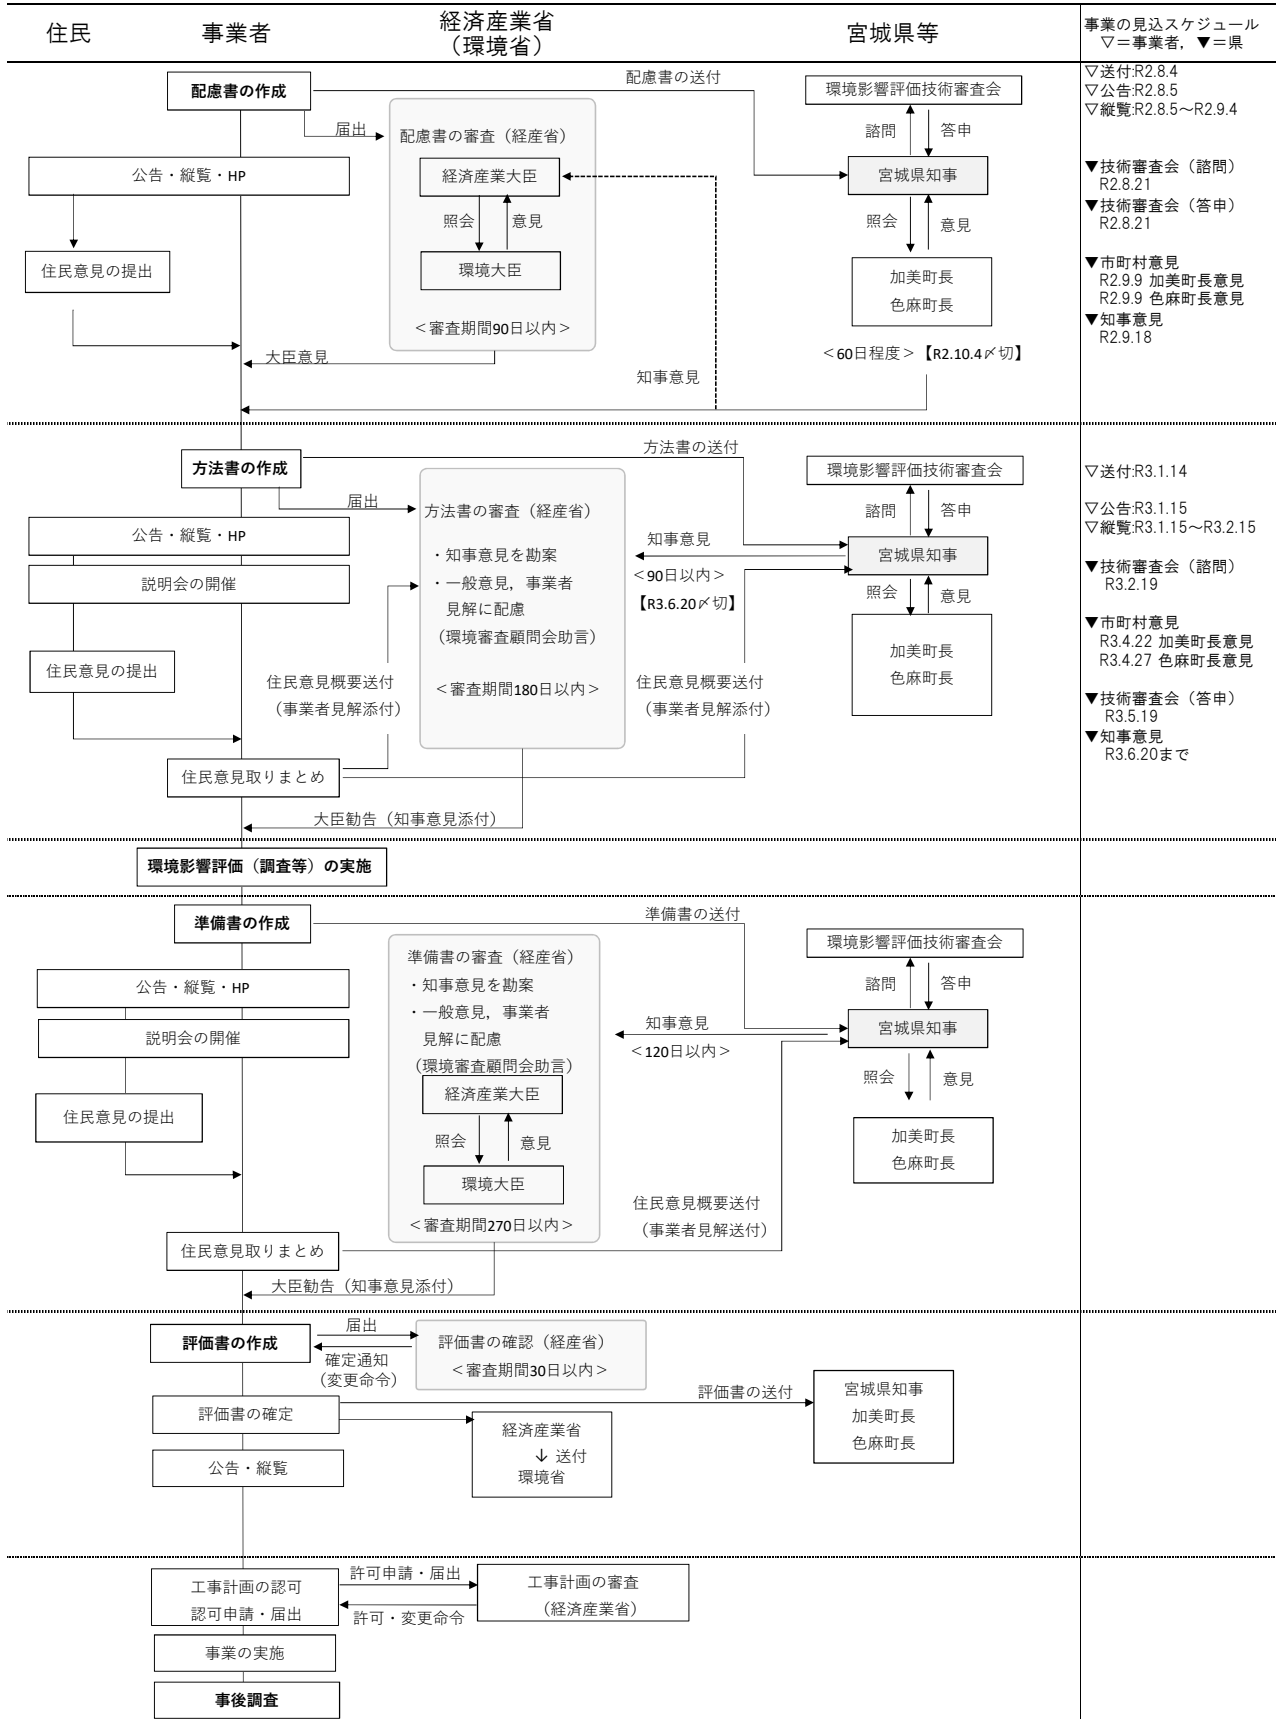 住民
事業者
経済産業省
（環境省）
宮城県等
事業の見込スケジュール
▽＝事業者，▼＝県
配慮書の作成
配慮書の送付
届出
配慮書の審査（経産省）
経済産業大臣
照会
意見
環境大臣
＜審査期間90日以内＞
公告・縦覧・HP
住民意見の提出
大臣意見
知事意見
環境影響評価技術審査会
諮問
答申
宮城県知事
照会
意見
加美町長
色麻町長
＜60日程度＞【R2.10.4〆切】
▽送付:R2.8.4
▽公告:R2.8.5
▽縦覧:R2.8.5～R2.9.4
▼技術審査会（諮問）
R2.8.21
▼技術審査会（答申）
R2.8.21
▼市町村意見
R2.9.9 加美町長意見
R2.9.9 色麻町長意見
▼知事意見
R2.9.18
方法書の作成
方法書の送付
届出
方法書の審査（経産省）
・知事意見を勘案
・一般意見，事業者
見解に配慮
（環境審査顧問会助言）
＜審査期間180日以内＞
公告・縦覧・HP
説明会の開催
住民意見の提出
住民意見概要送付
（事業者見解添付）
住民意見取りまとめ
大臣勧告（知事意見添付）
知事意見
＜90日以内＞
【R3.6.20〆切】
住民意見概要送付
（事業者見解添付）
環境影響評価技術審査会
諮問
答申
宮城県知事
照会
意見
加美町長
色麻町長
▽送付:R3.1.14
▽公告:R3.1.15
▽縦覧:R3.1.15～R3.2.15
▼技術審査会（諮問）
R3.2.19
▼市町村意見
R3.4.22 加美町長意見
R3.4.27 色麻町長意見
▼技術審査会（答申）
R3.5.19
▼知事意見
R3.6.20まで
環境影響評価（調査等）の実施
準備書の作成
準備書の送付
準備書の審査（経産省）
・知事意見を勘案
・一般意見，事業者
見解に配慮
（環境審査顧問会助言）
経済産業大臣
照会
意見
環境大臣
＜審査期間270日以内＞
公告・縦覧・HP
説明会の開催
住民意見の提出
住民意見取りまとめ
大臣勧告（知事意見添付）
知事意見
＜120日以内＞
住民意見概要送付
（事業者見解送付）
環境影響評価技術審査会
諮問
答申
宮城県知事
照会
意見
加美町長
色麻町長
評価書の作成
届出
確定通知
（変更命令）
評価書の確認（経産省）
＜審査期間30日以内＞
評価書の確定
評価書の送付
宮城県知事
加美町長
色麻町長
経済産業省
↓ 送付
環境省
公告・縦覧
工事計画の認可
認可申請・届出
許可申請・届出
許可・変更命令
工事計画の審査
（経済産業省）
事業の実施
事後調査